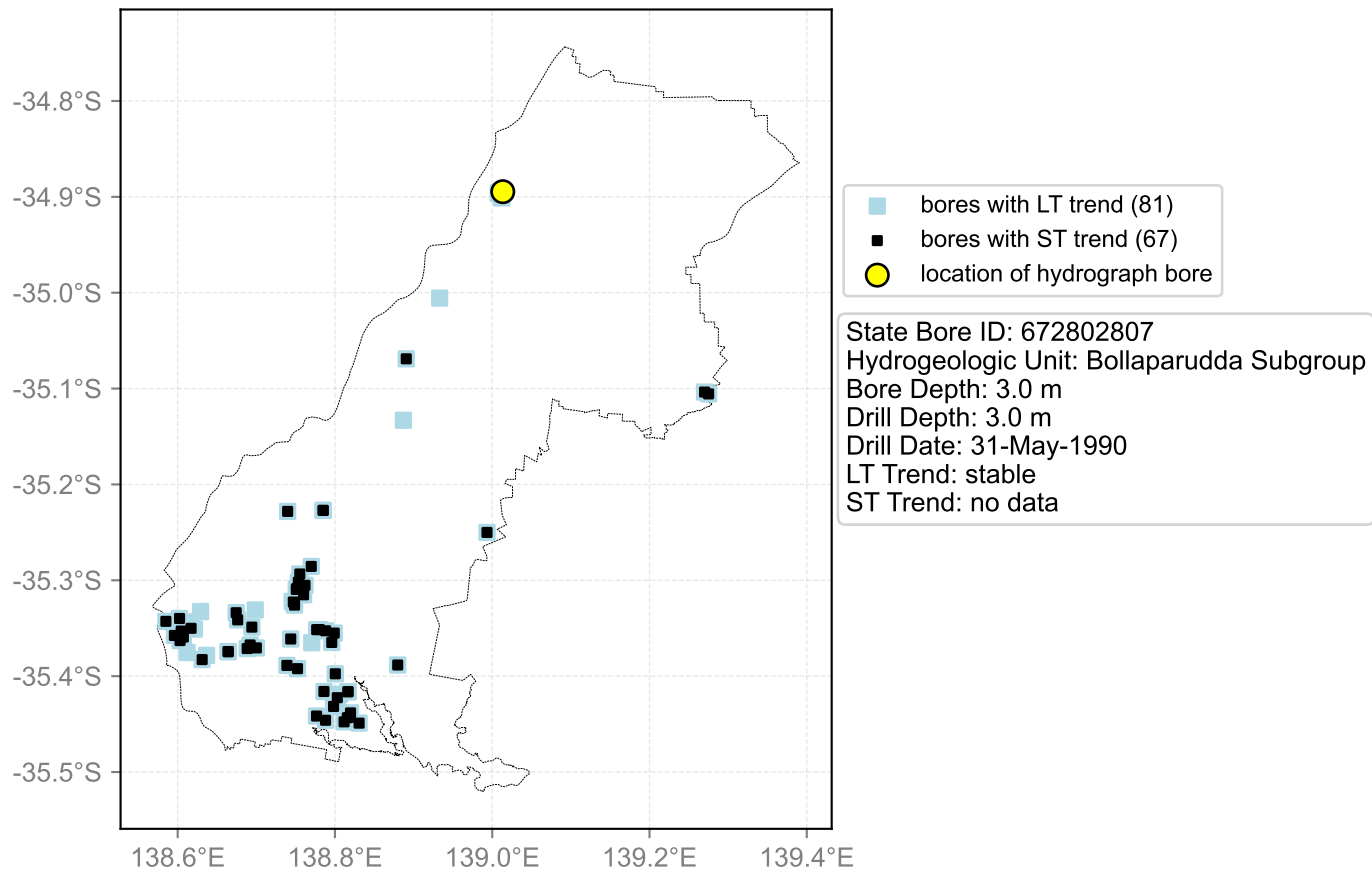 -34.8°S
-34.9°S
-35.0°S
-35.1°S
-35.2°S
-35.3°S
-35.4°S
-35.5°S
138.6°E
138.8°E
139.0°E
139.2°E
139.4°E
bores with LT trend (81)
bores with ST trend (67)
location of hydrograph bore
State Bore ID: 672802807
Hydrogeologic Unit: Bollaparudda Subgroup
Bore Depth: 3.0 m
Drill Depth: 3.0 m
Drill Date: 31-May-1990
LT Trend: stable
ST Trend: no data